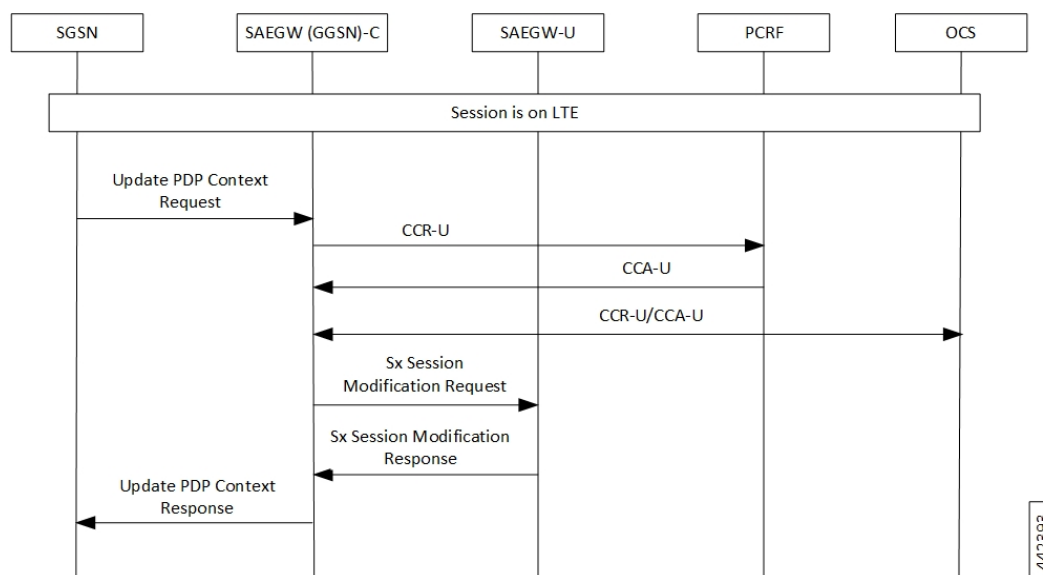 SGSN
SAEGW (GGSN)-C
SAEGW-U
PCRF
OCS
Session is on LTE
Update PDP Context
Request
CCR-U
CCA-U
CCR-U/CCA-U
Sx Session
Modification Request
Sx Session Modification
Response
Update PDP Context
Response
442393